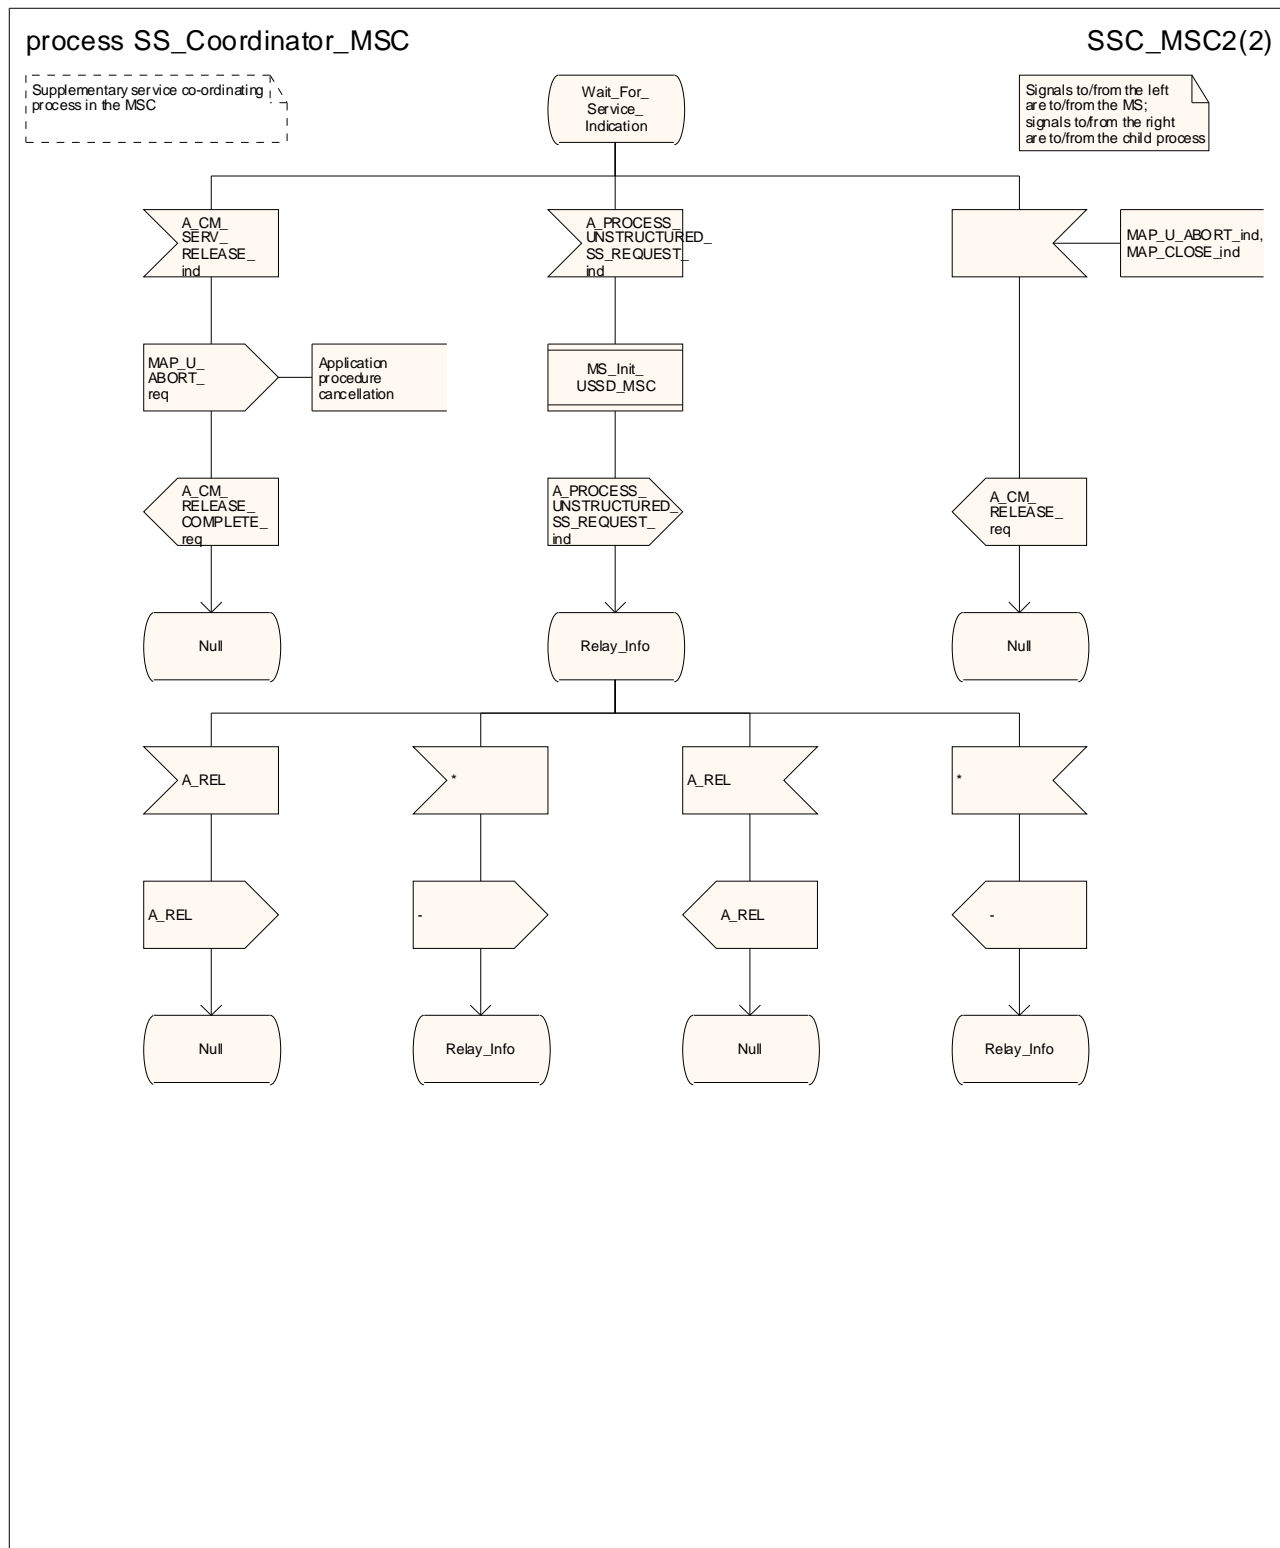 process SS_Coordinator_MSC
SSC_MSC2(2)
Supplementary service co-ordinating
process in the MSC
Wait_For_
Service_
Indication
Signals to/from the left
are to/from the MS;
signals to/from the right
are to/from the child process
A_CM_
SERV_
RELEASE_
ind
A_PROCESS_
UNSTRUCTURED_
SS_REQUEST_
ind
MAP_U_ABORT_ind,
MAP_CLOSE_ind
MAP_U_
ABORT_
req
Application
procedure
cancellation
MS_Init_
USSD_MSC
A_CM_
RELEASE_
COMPLETE_
req
A_PROCESS_
UNSTRUCTURED_
SS_REQUEST_
ind
A_CM_
RELEASE_
req
Null
Relay_Info
Null
A_REL
*
A_REL
*
A_REL
-
A_REL
-
Null
Relay_Info
Null
Relay_Info